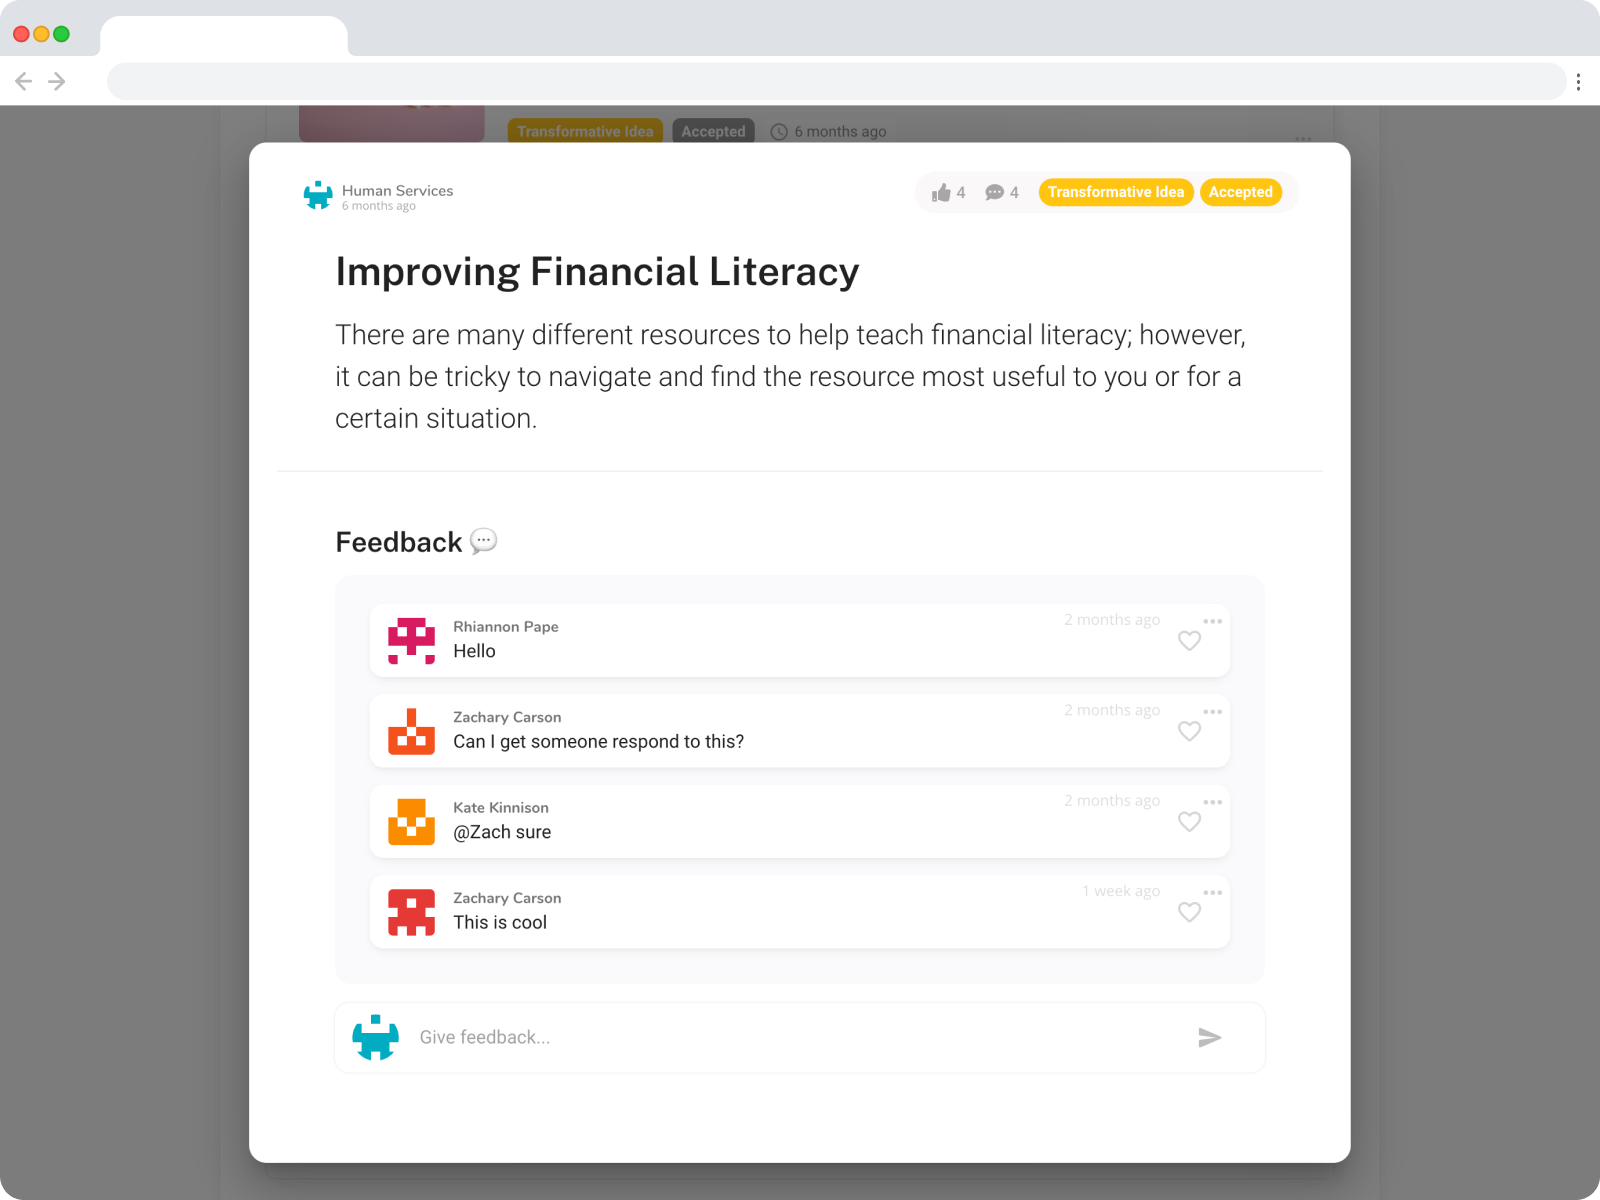 Transformative Idea Accepted 6 months ago
Human Services
6 months ago
4 4 Transformative Idea Accepted
Improving Financial Literacy
There are many different resources to help teach financial literacy; however,
it can be tricky to navigate and find the resource most useful to you or for a
certain situation.
Feedback
Rhiannon Pape
2 months ago
Hello
Zachary Carson
2 months ago
Can I get someone respond to this?
Kate Kinnison
2 months ago
@Zach sure
Zachary Carson
1 week ago
This is cool
Give feedback...